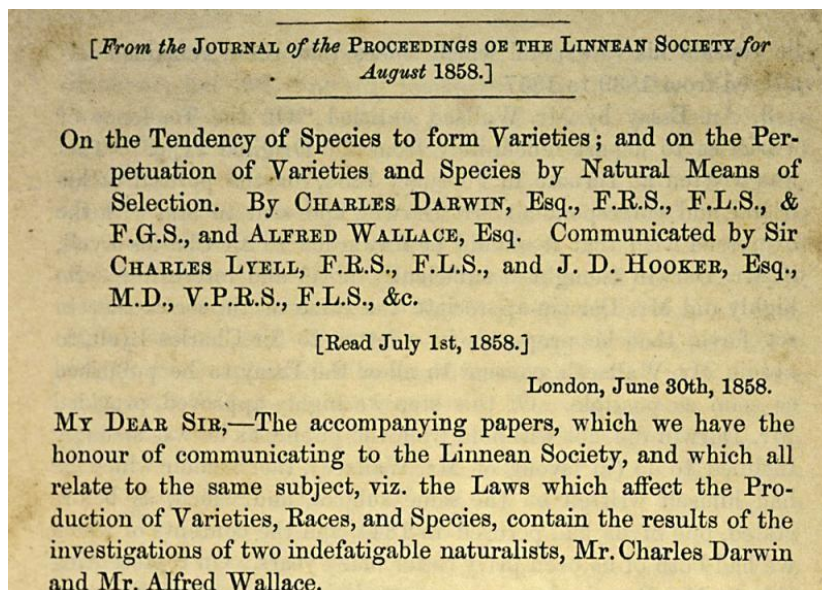 [From the JOURNAL of the PROCEEDINGS OF THE LINNEAN SOCIETY for
August 1858.]
On the Tendency of Species to form Varieties; and on the Per-
petuation of Varieties and Species by Natural Means of
Selection. By CHARLES DARWIN, Esq., F.R.S., F.L.S., &
F.G.S., and ALFRED WALLACE, Esq. Communicated by Sir
CHARLES LYELL, F.R.S., F.L.S., and J. D. HOOKER, Esq.,
M.D., V.P.R.S., F.L.S., &c.
[Read July 1st, 1858.]
London, June 30th, 1858.
MY DEAR SIR,—The accompanying papers, which we have the
honour of communicating to the Linnean Society, and which all
relate to the same subject, viz. the Laws which affect the Pro-
duction of Varieties, Races, and Species, contain the results of the
investigations of two indefatigable naturalists, Mr. Charles Darwin
and Mr. Alfred Wallace.